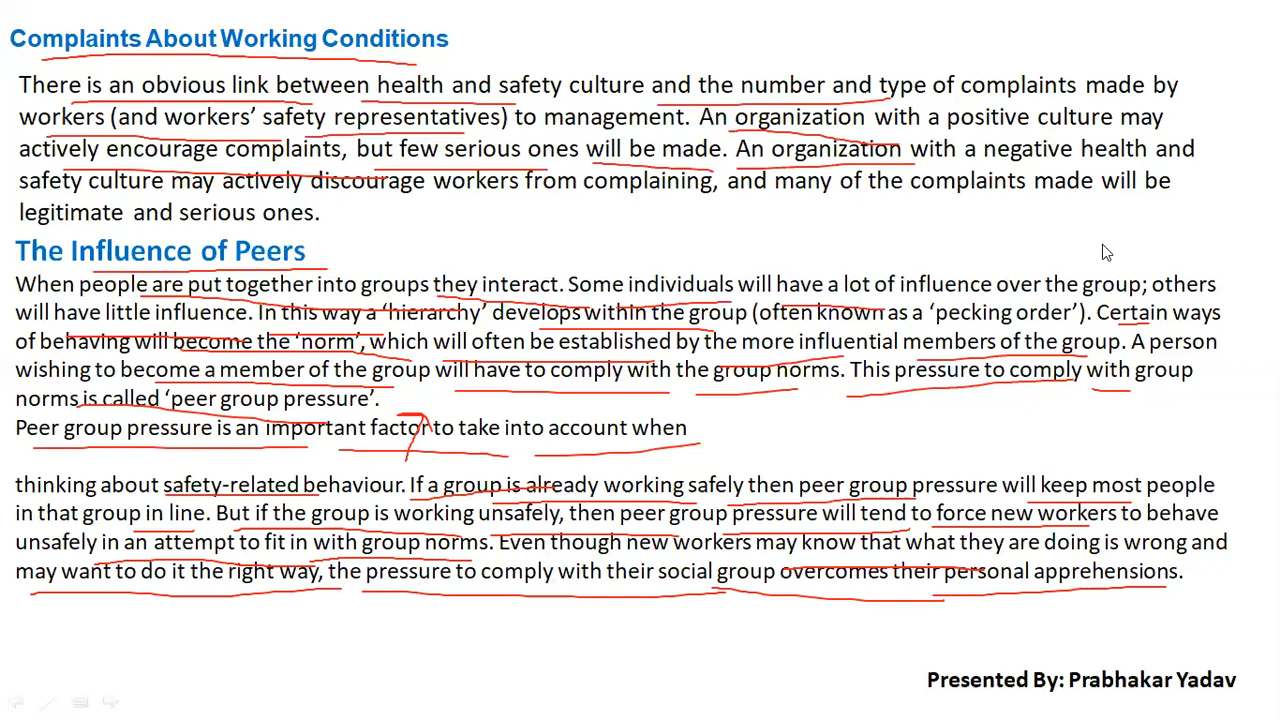 Complaints About Working Conditions
There is an obvious link between health and safety culture and the number and type of complaints made by
workers (and workers' safety representatives) to management. An organization with a positive culture may
actively encourage complaints, but few serious ones will be made. An organization with a negative health and
safety culture may actively discourage workers from complaining, and many of the complaints made will be
legitimate and serious ones.
The Influence of Peers
When people are put together into groups they interact. Some individuals will have a lot of influence over the group; others
will have little influence. In this way a 'hierarchy' develops within the group (often known as a 'pecking order'). Certain ways
of behaving will become the 'norm', which will often be established by the more influential members of the group. A person
wishing to become a member of the group will have to comply with the group norms. This pressure to comply with group
norms is called 'peer group pressure'.
Peer group pressure is an important factor to take into account when
thinking about safety-related behaviour. If a group is already working safely then peer group pressure will keep most people
in that group in line. But if the group is working unsafely, then peer group pressure will tend to force new workers to behave
unsafely in an attempt to fit in with group norms. Even though new workers may know that what they are doing is wrong and
may want to do it the right way, the pressure to comply with their social group overcomes their personal apprehensions.
Presented By: Prabhakar Yadav